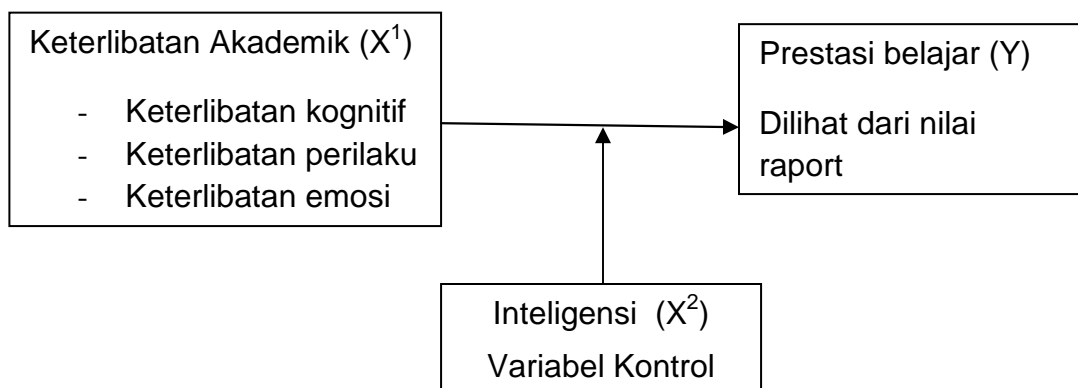 Keterlibatan Akademik (X¹)
- Keterlibatan kognitif
- Keterlibatan perilaku
- Keterlibatan emosi
Prestasi belajar (Y)
Dilihat dari nilai
raport
Inteligensi (X²)
Variabel Kontrol